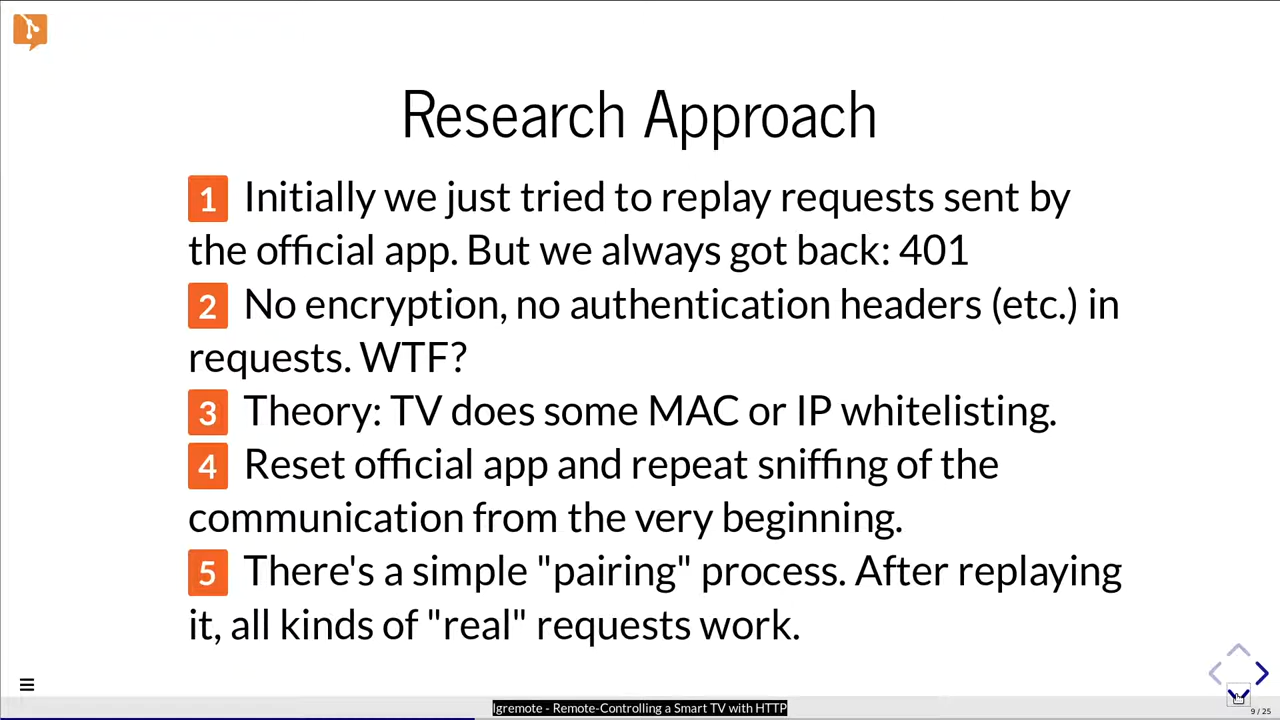 Research Approach
1 Initially we just tried to replay requests sent by
the official app. But we always got back: 401
2 No encryption, no authentication headers (etc.) in
requests. WTF?
3 Theory: TV does some MAC or IP whitelisting.
4 Reset official app and repeat sniffing of the
communication from the very beginning.
5 There's a simple "pairing" process. After replaying
it, all kinds of "real" requests work.
lgremote - Remote-Controlling a Smart TV with HTTP
9 / 25